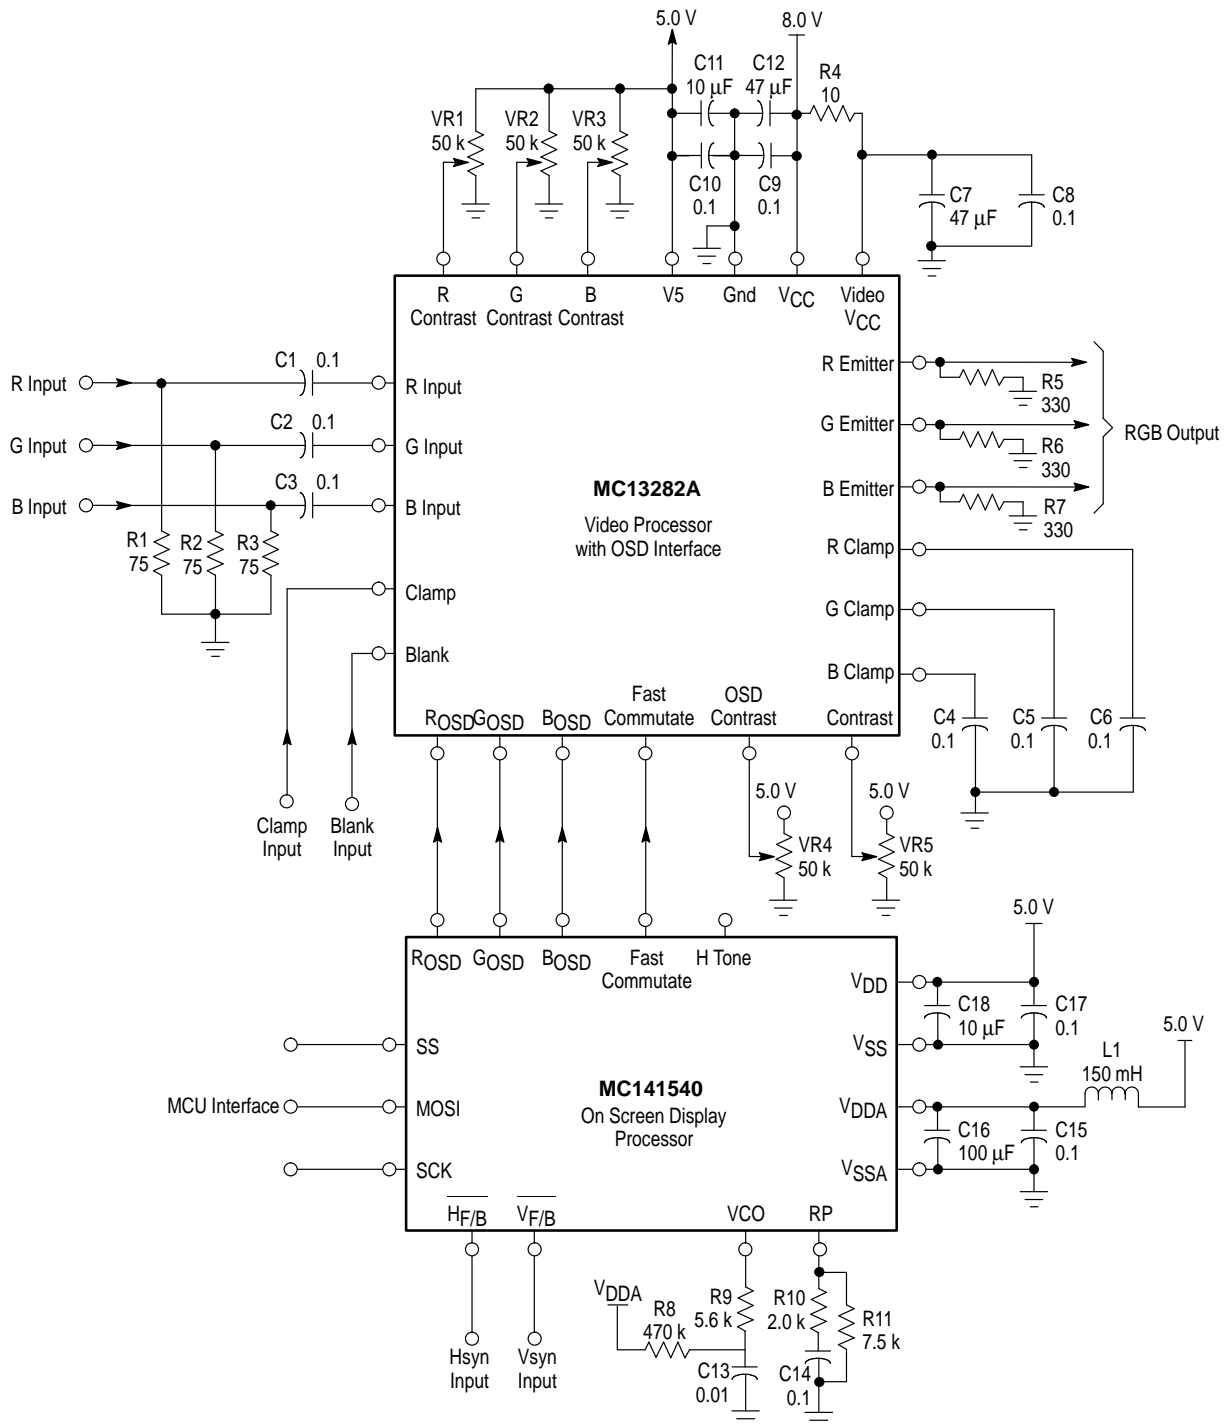 5.0 V
8.0 V
C11
10 μF
C12
47 μF
R4
10
VR1
50 k
VR2
50 k
VR3
50 k
C10
0.1
C9
0.1
C7
47 μF
C8
0.1
R
Contrast
G
Contrast
B
Contrast
V5
Gnd
VCC
Video
VCC
R Input
C1 0.1
R Input
G Input
C2 0.1
G Input
B Input
C3 0.1
B Input
R1
75
R2
75
R3
75
MC13282A
Video Processor
with OSD Interface
R Emitter
R5
330
G Emitter
R6
330
B Emitter
R7
330
RGB Output
R Clamp
G Clamp
B Clamp
Clamp
Blank
ROSD
GOSD
BOSD
Fast
Commutate
OSD
Contrast
Contrast
C4
0.1
C5
0.1
C6
0.1
Clamp
Input
Blank
Input
5.0 V
VR4
50 k
5.0 V
VR5
50 k
ROSD
GOSD
BOSD
Fast
Commutate
H Tone
5.0 V
VDD
C18
10 μF
C17
0.1
VSS
5.0 V
L1
150 mH
VDDA
C16
100 μF
C15
0.1
VSSA
SS
MCU Interface
MOSI
SCK
MC141540
On Screen Display
Processor
HF/B
VF/B
VCO
RP
Hsyn
Input
Vsyn
Input
VDDA
R8
470 k
R9
5.6 k
C13
0.01
R10
2.0 k
R11
7.5 k
C14
0.1